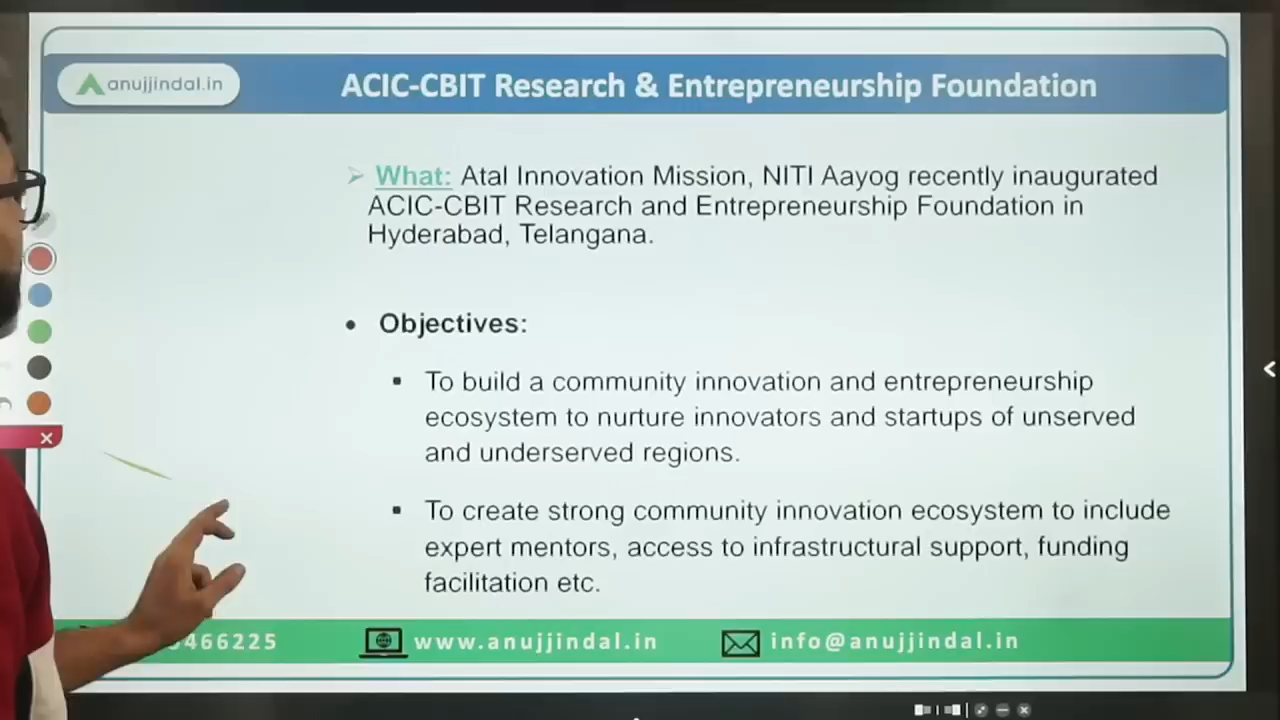 anujjindal.in
ACIC-CBIT Research & Entrepreneurship Foundation
➢ What: Atal Innovation Mission, NITI Aayog recently inaugurated
ACIC-CBIT Research and Entrepreneurship Foundation in
Hyderabad, Telangana.
• Objectives:
▪ To build a community innovation and entrepreneurship
ecosystem to nurture innovators and startups of unserved
and underserved regions.
▪ To create strong community innovation ecosystem to include
expert mentors, access to infrastructural support, funding
facilitation etc.
466225
www.anujjindal.in
info@anujjindal.in